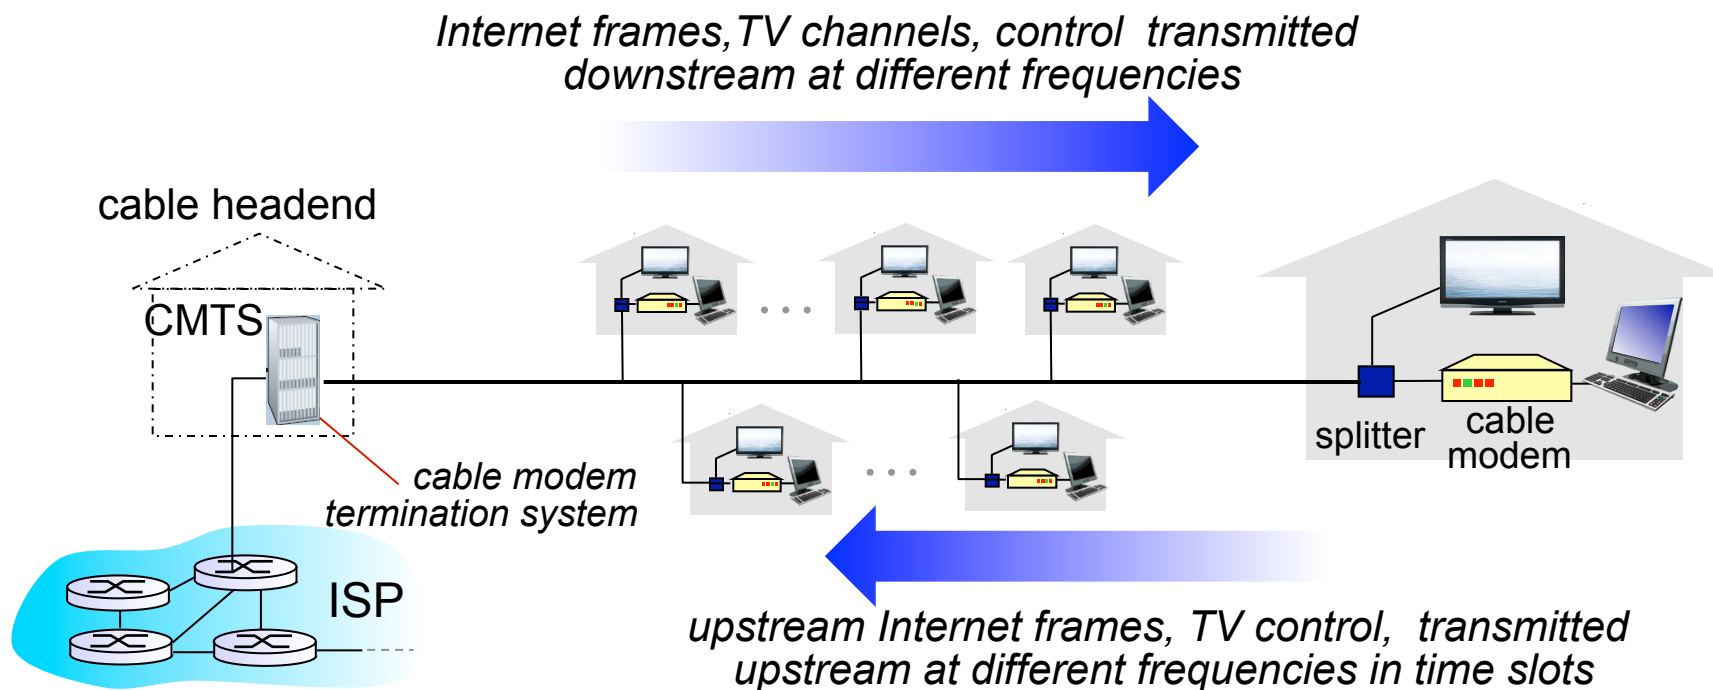 Internet frames,TV channels, control transmitted
downstream at different frequencies
cable headend
CMTS
cable modem
termination system
splitter
cable
modem
ISP
upstream Internet frames, TV control, transmitted
upstream at different frequencies in time slots